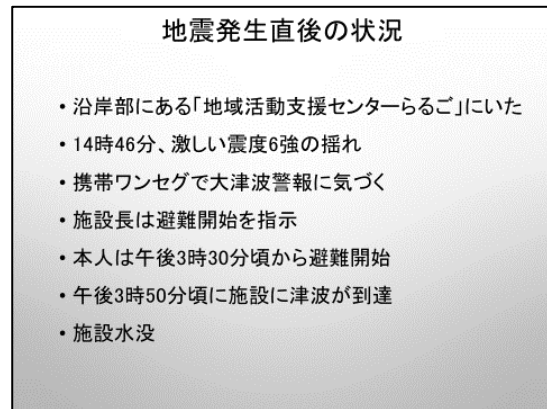 地震発生直後の状況
・沿岸部にある「地域活動支援センターらるご」にいた
・14時46分、激しい震度6強の揺れ
・携帯ワンセグで大津波警報に気づく
・施設長は避難開始を指示
・本人は午後3時30分頃から避難開始
・午後3時50分頃に施設に津波が到達
・施設水没